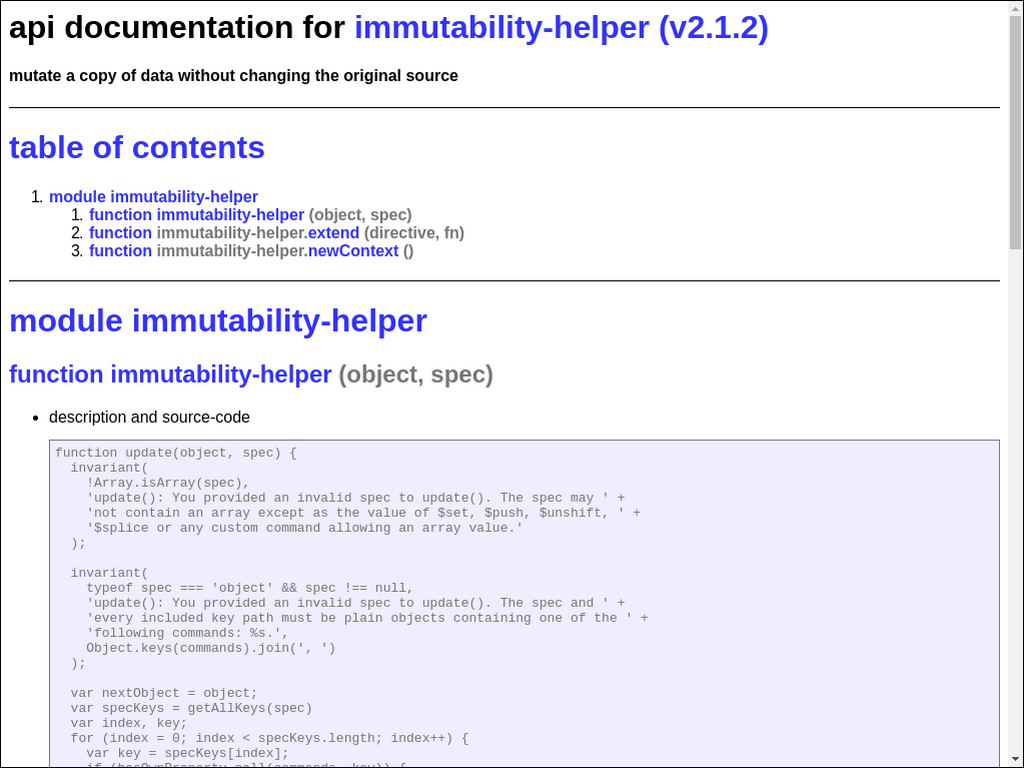 api documentation for immutability-helper (v2.1.2)
mutate a copy of data without changing the original source
table of contents
1. module immutability-helper
1. function immutability-helper (object, spec)
2. function immutability-helper.extend (directive, fn)
3. function immutability-helper.newContext ()
module immutability-helper
function immutability-helper (object, spec)
• description and source-code
function update(object, spec) {
  invariant(
    !Array.isArray(spec),
    'update(): You provided an invalid spec to update(). The spec may ' +
    'not contain an array except as the value of $set, $push, $unshift, ' +
    '$splice or any custom command allowing an array value.'
  );
  invariant(
    typeof spec === 'object' && spec !== null,
    'update(): You provided an invalid spec to update(). The spec and ' +
    'every included key path must be plain objects containing one of the ' +
    'following commands: %s.',
    Object.keys(commands).join(', ')
  );
  var nextObject = object;
  var specKeys = getAllKeys(spec)
  var index, key;
  for (index = 0; index < specKeys.length; index++) {
    var key = specKeys[index];
    if (hasOwnProperty.call(commands, key)) {